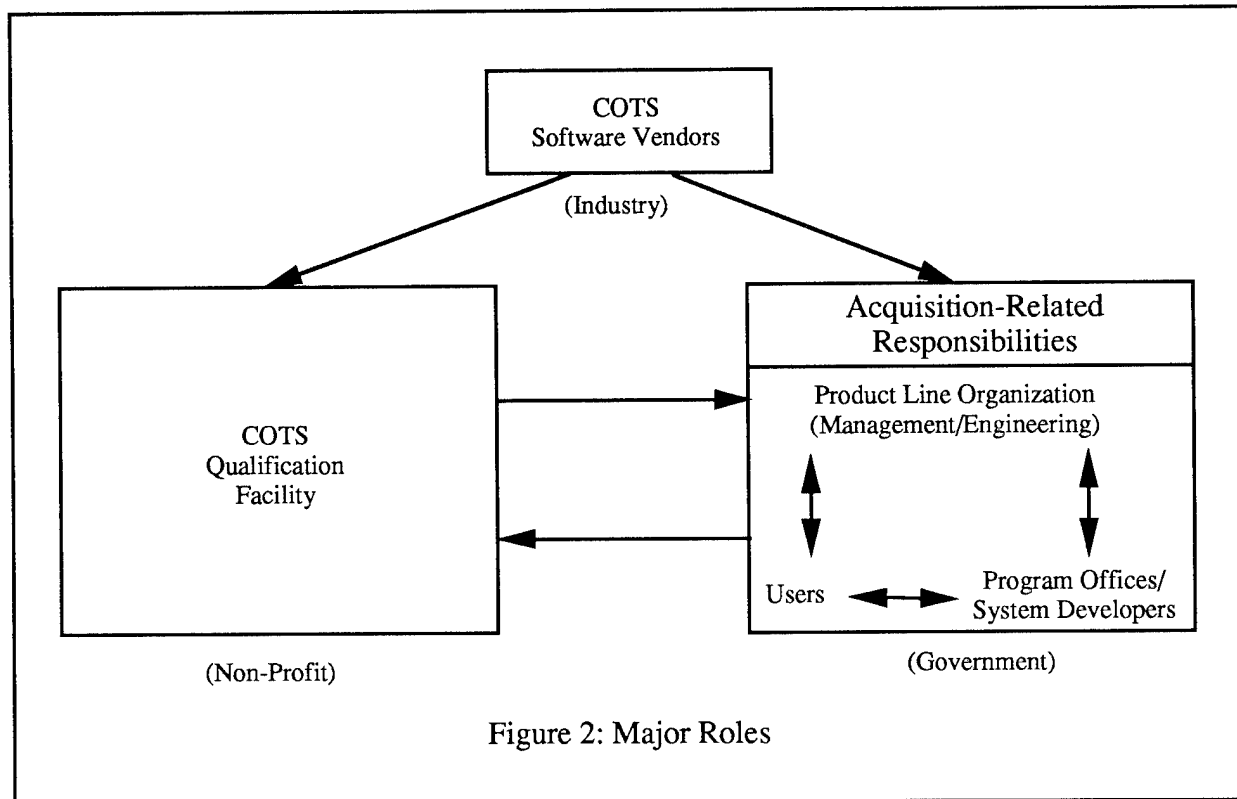 COTS
Software Vendors
(Industry)
COTS
Qualification
Facility
(Non-Profit)
Acquisition-Related
Responsibilities
Product Line Organization
(Management/Engineering)
Users
Program Offices/
System Developers
(Government)
Figure 2: Major Roles